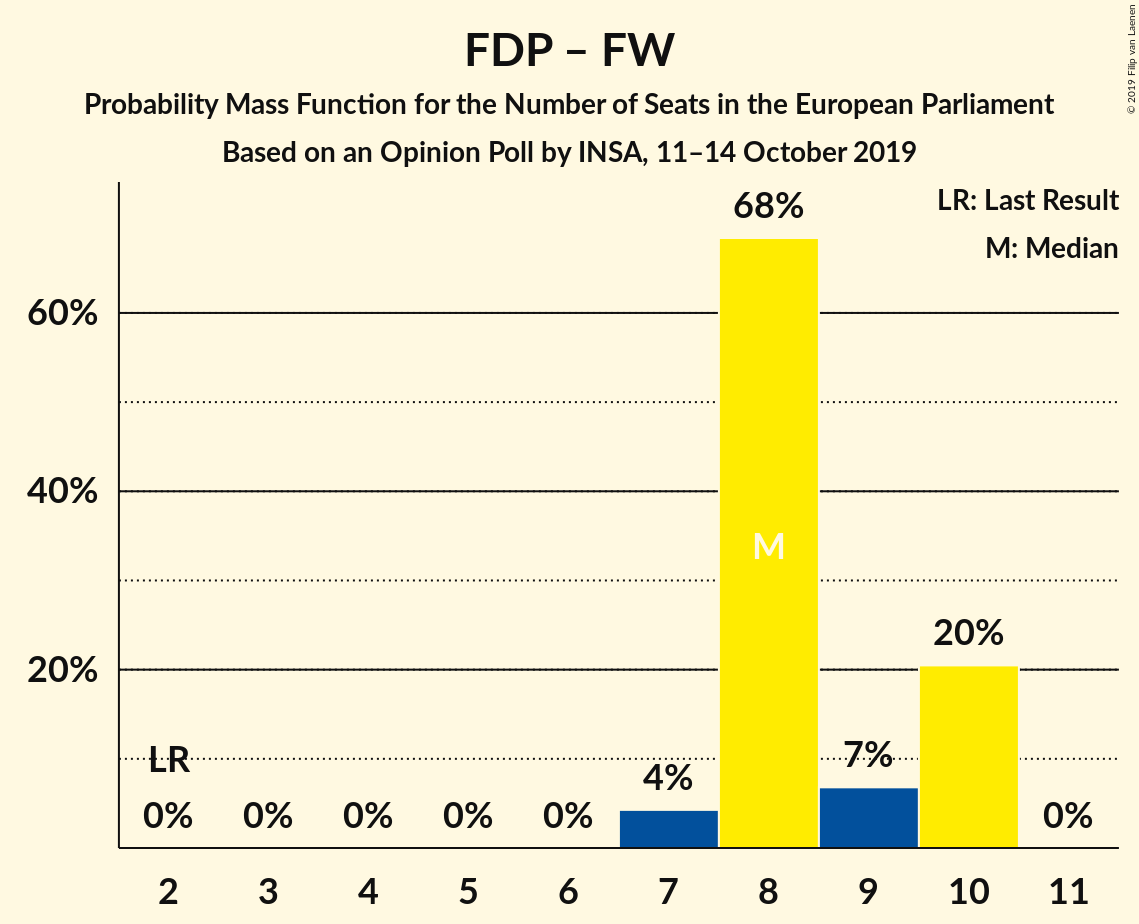 FDP – FW
Probability Mass Function for the Number of Seats in the European Parliament
Based on an Opinion Poll by INSA, 11–14 October 2019
© 2019 Filip van Laenen
LR: Last Result
M: Median
68%
60%
40%
M
20%
20%
LR
7%
4%
0% 0% 0% 0% 0% 0%
2 3 4 5 6 7 8 9 10 11